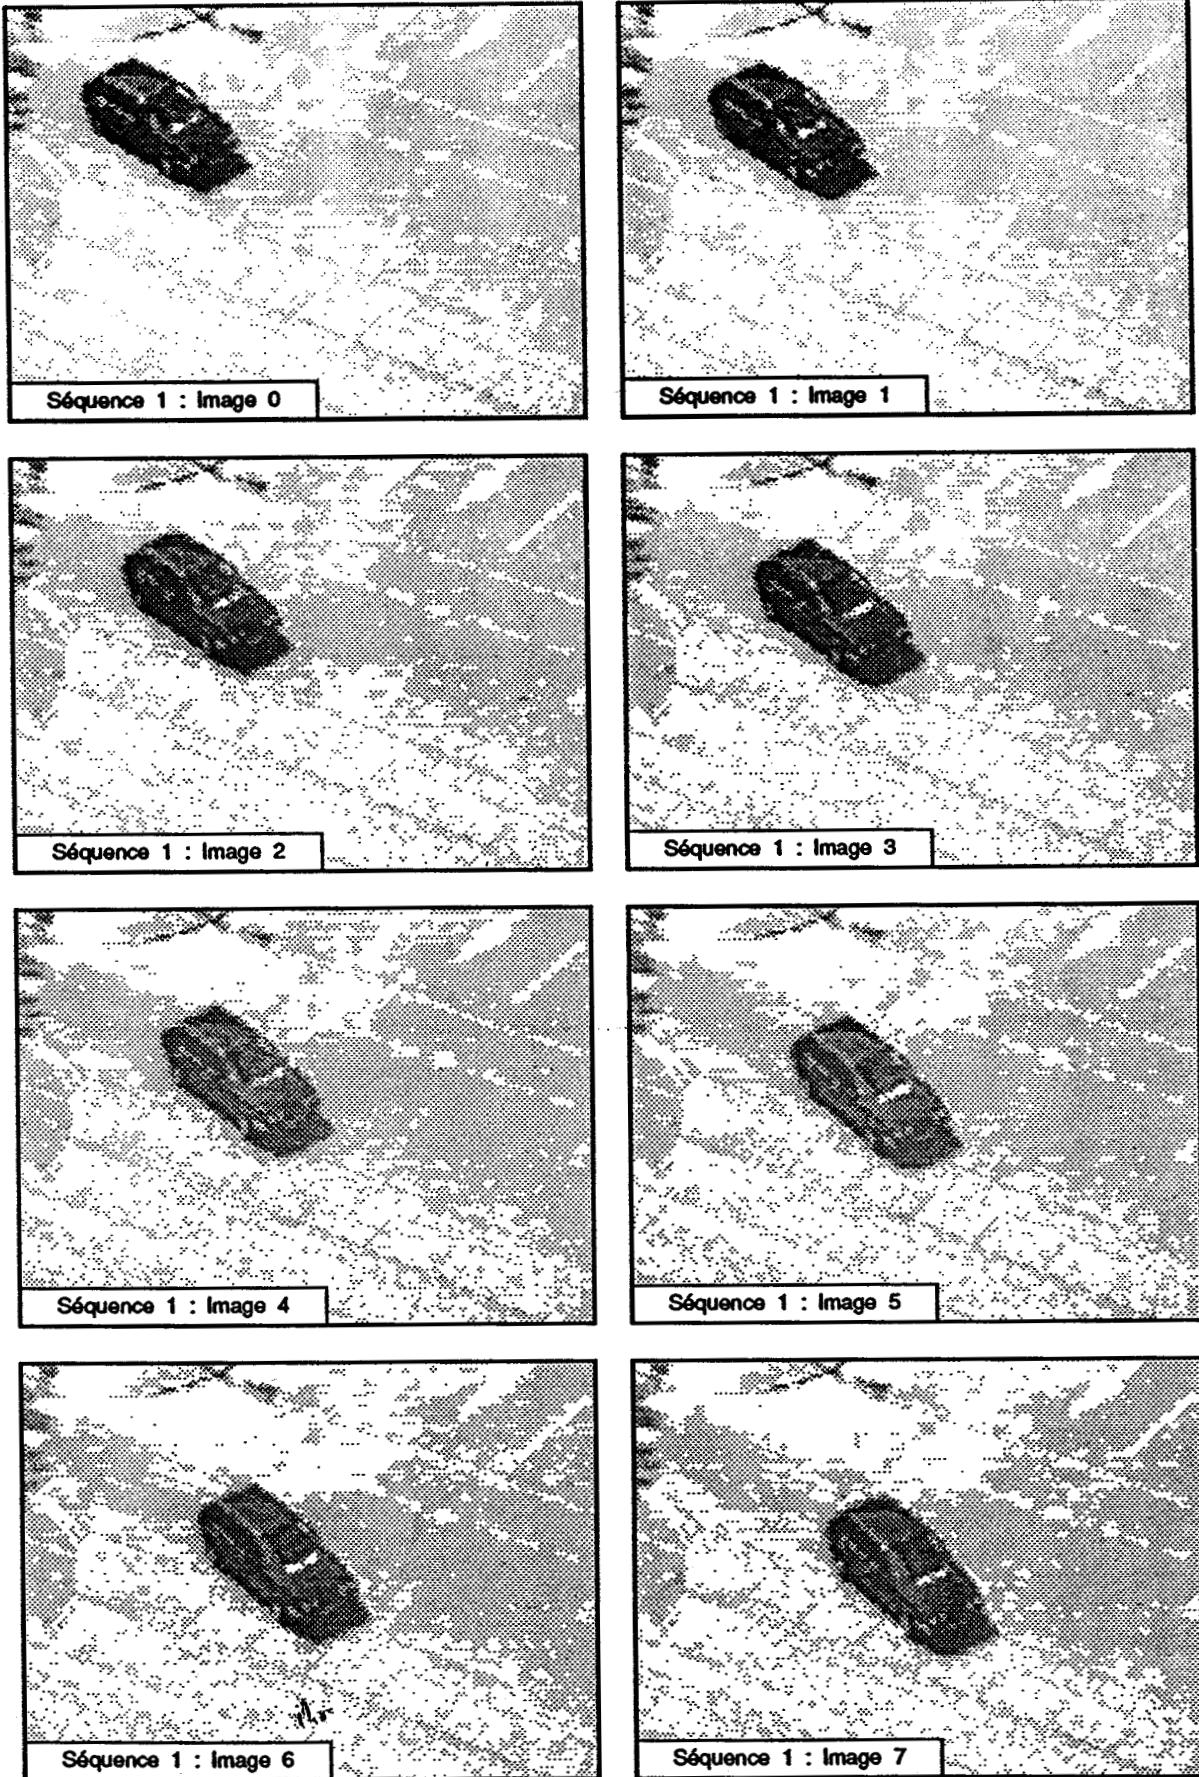 Séquence 1 : Image 0
Séquence 1 : Image 1
Séquence 1 : Image 2
Séquence 1 : Image 3
Séquence 1 : Image 4
Séquence 1 : Image 5
Séquence 1 : Image 6
Séquence 1 : Image 7